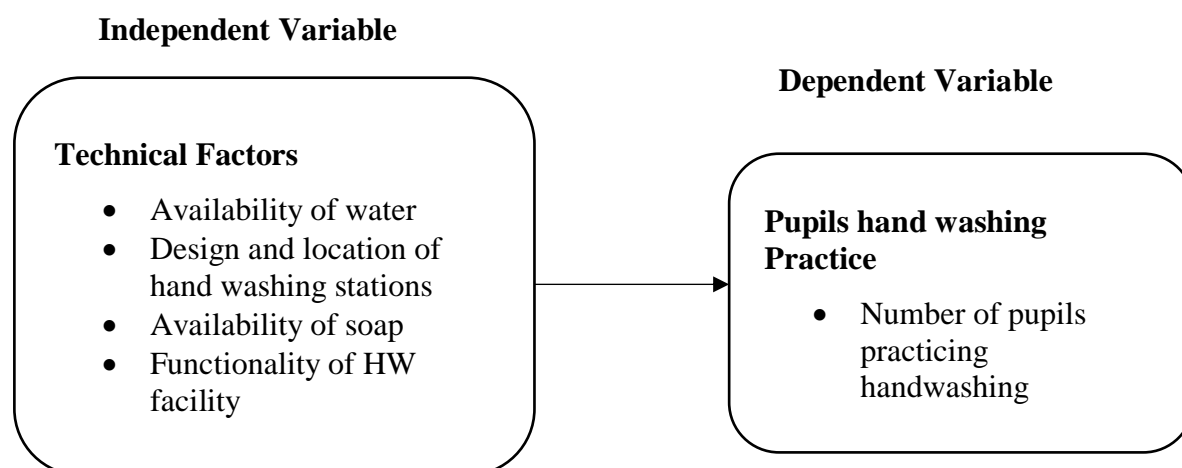 Independent Variable
Dependent Variable
Technical Factors
• Availability of water
• Design and location of
hand washing stations
• Availability of soap
• Functionality of HW
facility
Pupils hand washing
Practice
• Number of pupils
practicing
handwashing